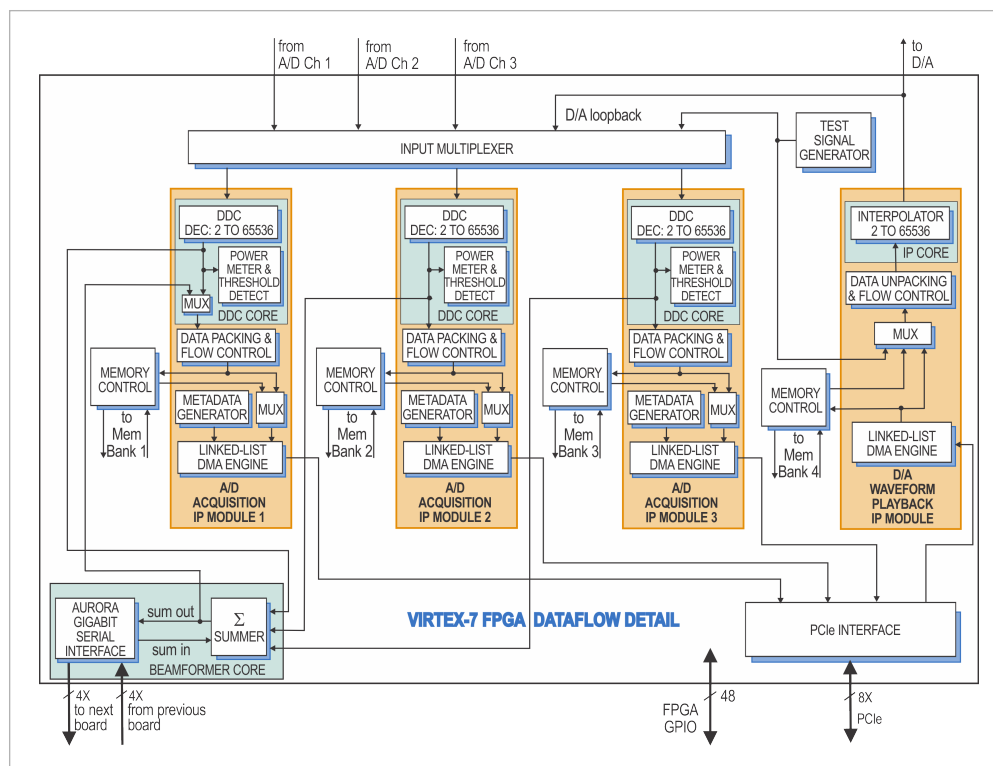 from
A/D Ch 1
from
A/D Ch 2
from
A/D Ch 3
to
D/A
D/A loopback
INPUT MULTIPLEXER
TEST
SIGNAL
GENERATOR
DDC
DEC: 2 TO 65536
POWER
METER &
THRESHOLD
DETECT
MUX
DDC CORE
DATA PACKING &
FLOW CONTROL
MEMORY
CONTROL
METADATA
GENERATOR
MUX
to
Mem
Bank 1
LINKED-LIST
DMA ENGINE
A/D
ACQUISITION
IP MODULE 1
DDC
DEC: 2 TO 65536
POWER
METER &
THRESHOLD
DETECT
DDC CORE
DATA PACKING &
FLOW CONTROL
MEMORY
CONTROL
METADATA
GENERATOR
MUX
to
Mem
Bank 2
LINKED-LIST
DMA ENGINE
A/D
ACQUISITION
IP MODULE 2
DDC
DEC: 2 TO 65536
POWER
METER &
THRESHOLD
DETECT
DDC CORE
DATA PACKING &
FLOW CONTROL
MEMORY
CONTROL
METADATA
GENERATOR
MUX
to
Mem
Bank 3
LINKED-LIST
DMA ENGINE
A/D
ACQUISITION
IP MODULE 3
INTERPOLATOR
2 TO 65536
IP CORE
DATA UNPACKING
& FLOW CONTROL
MUX
MEMORY
CONTROL
to
Mem
Bank 4
LINKED-LIST
DMA ENGINE
D/A
WAVEFORM
PLAYBACK
IP MODULE
AURORA
GIGABIT
SERIAL
INTERFACE
sum out
sum in
Σ
SUMMER
BEAMFORMER CORE
VIRTEX-7 FPGA DATAFLOW DETAIL
PCIe INTERFACE
4X
to next
board
4X
from previous
board
48
FPGA
GPIO
8X
PCIe